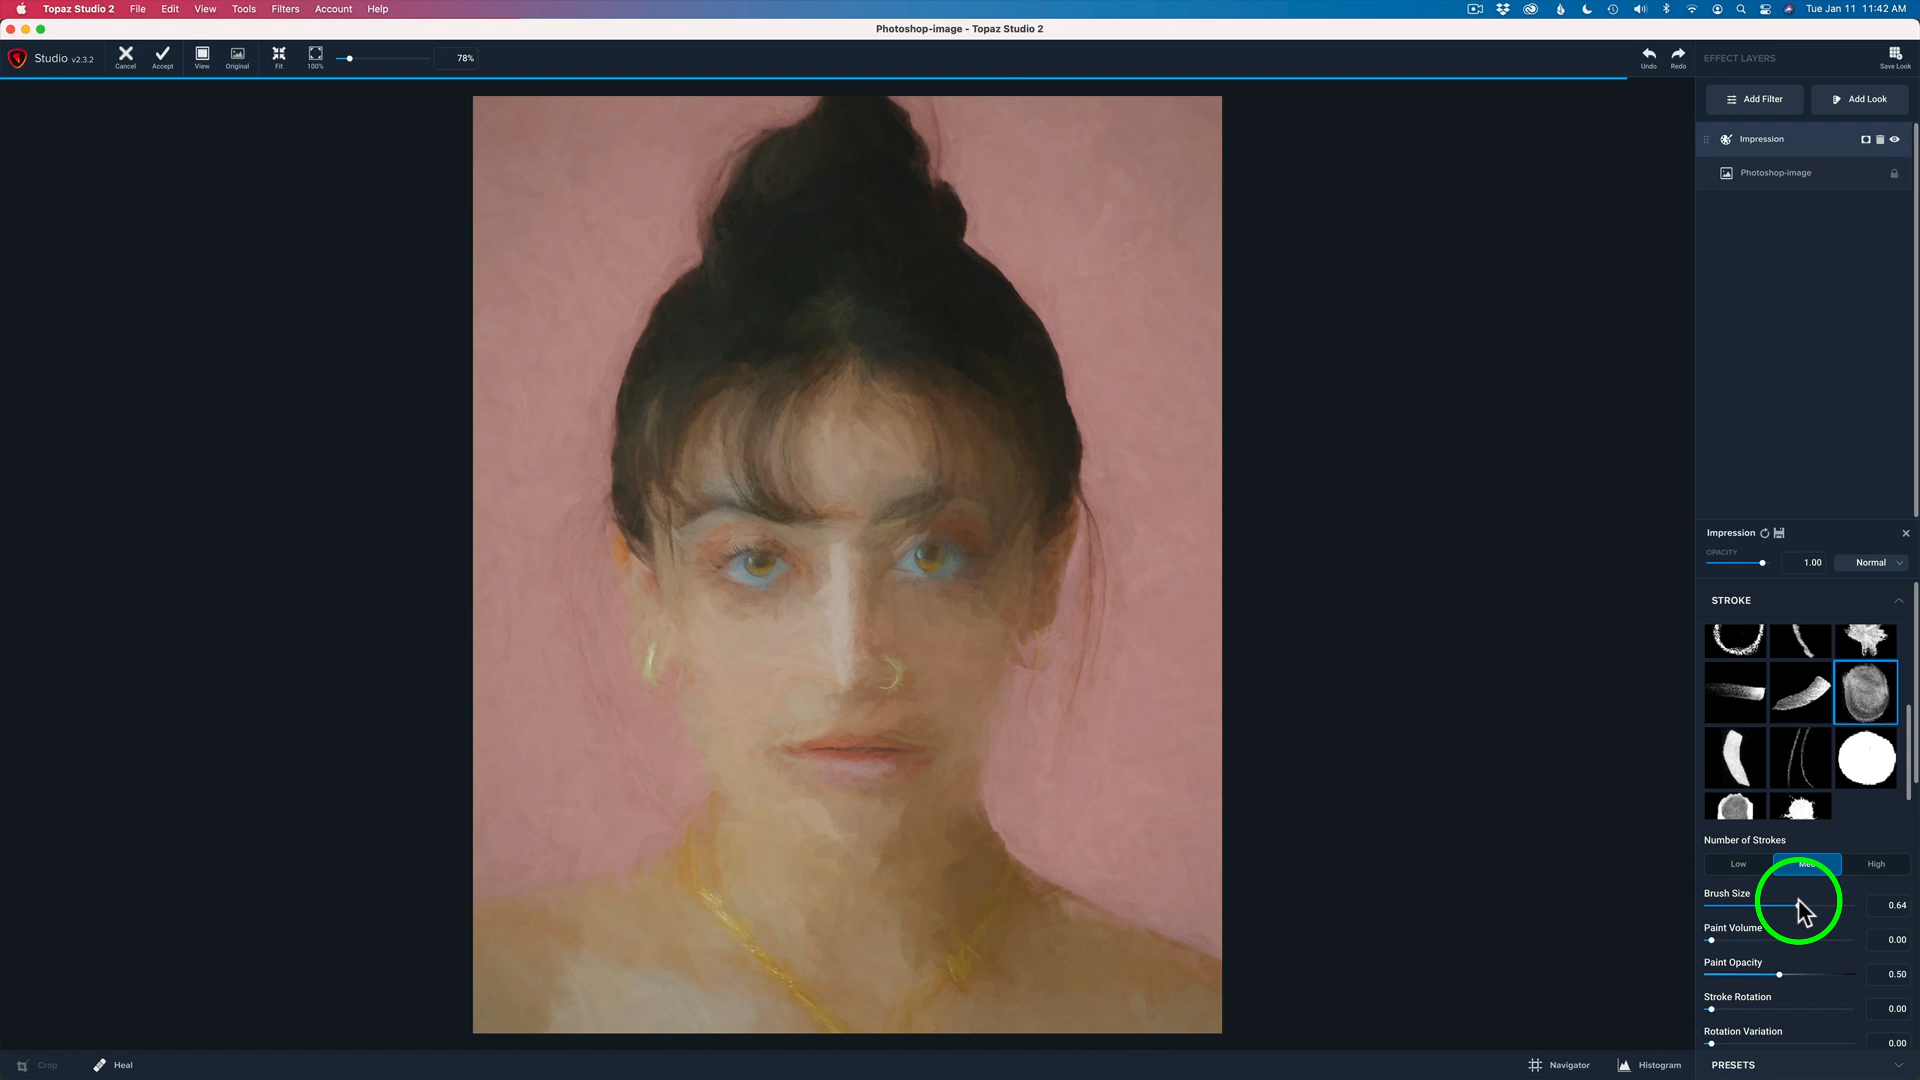 Topaz Studio 2 File Edit View Tools Filters Account Help
Tue Jan 11 11:42 AM
Photoshop-image - Topaz Studio 2
Studio v2.3.2
Cancel Accept View Original Fit 100%
78%
Undo Redo
EFFECT LAYERS
Save Look
Add Filter Add Look
Impression
Photoshop-image
Impression
OPACITY
1.00 Normal
STROKE
Number of Strokes
Low Med High
Brush Size
0.64
Paint Volume
0.00
Paint Opacity
0.50
Stroke Rotation
0.00
Rotation Variation
0.00
Crop Heal Navigator Histogram PRESETS